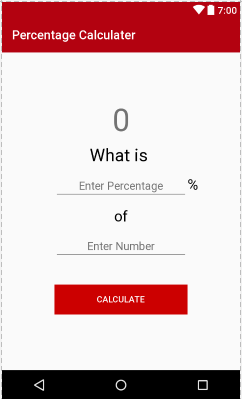 7:00
Percentage Calculater
0
What is
Enter Percentage %
of
Enter Number
CALCULATE